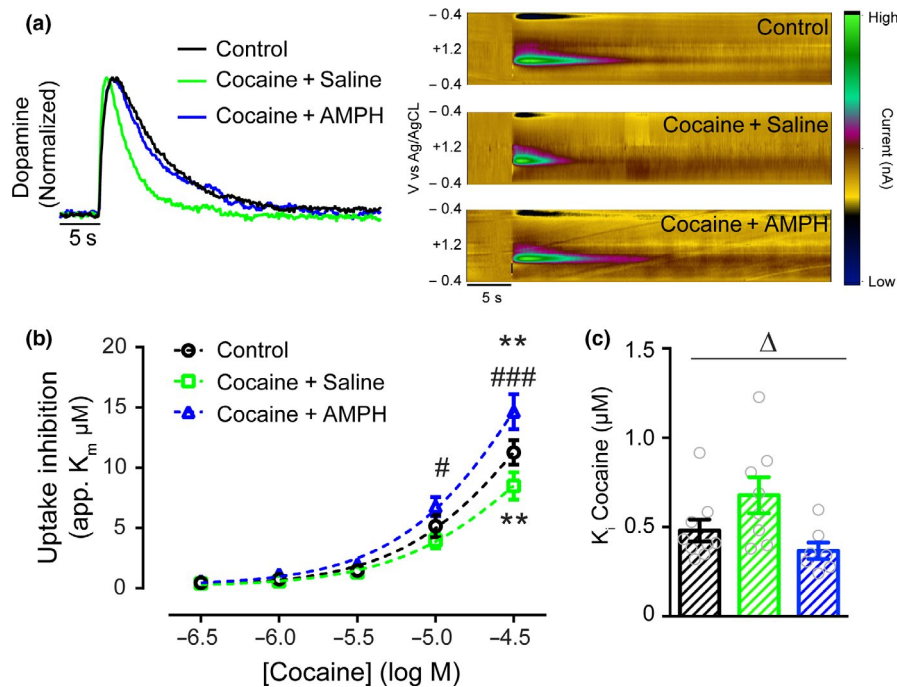 (a)
Control
Cocaine + Saline
Cocaine + AMPH
Dopamine
(Normalized)
5 s
V vs Ag/AgCL
– 0.4
+1.2
– 0.4
Control
– 0.4
+1.2
– 0.4
Cocaine + Saline
– 0.4
+1.2
– 0.4
Cocaine + AMPH
5 s
High
Current (nA)
Low
(b)
Uptake inhibition
(app. Km μM)
20
15
10
5
0
Control
Cocaine + Saline
Cocaine + AMPH
**
###
#
**
–6.5
–6.0
–5.5
–5.0
–4.5
[Cocaine] (log M)
(c)
Δ
Ki Cocaine (μM)
1.5
1.0
0.5
0